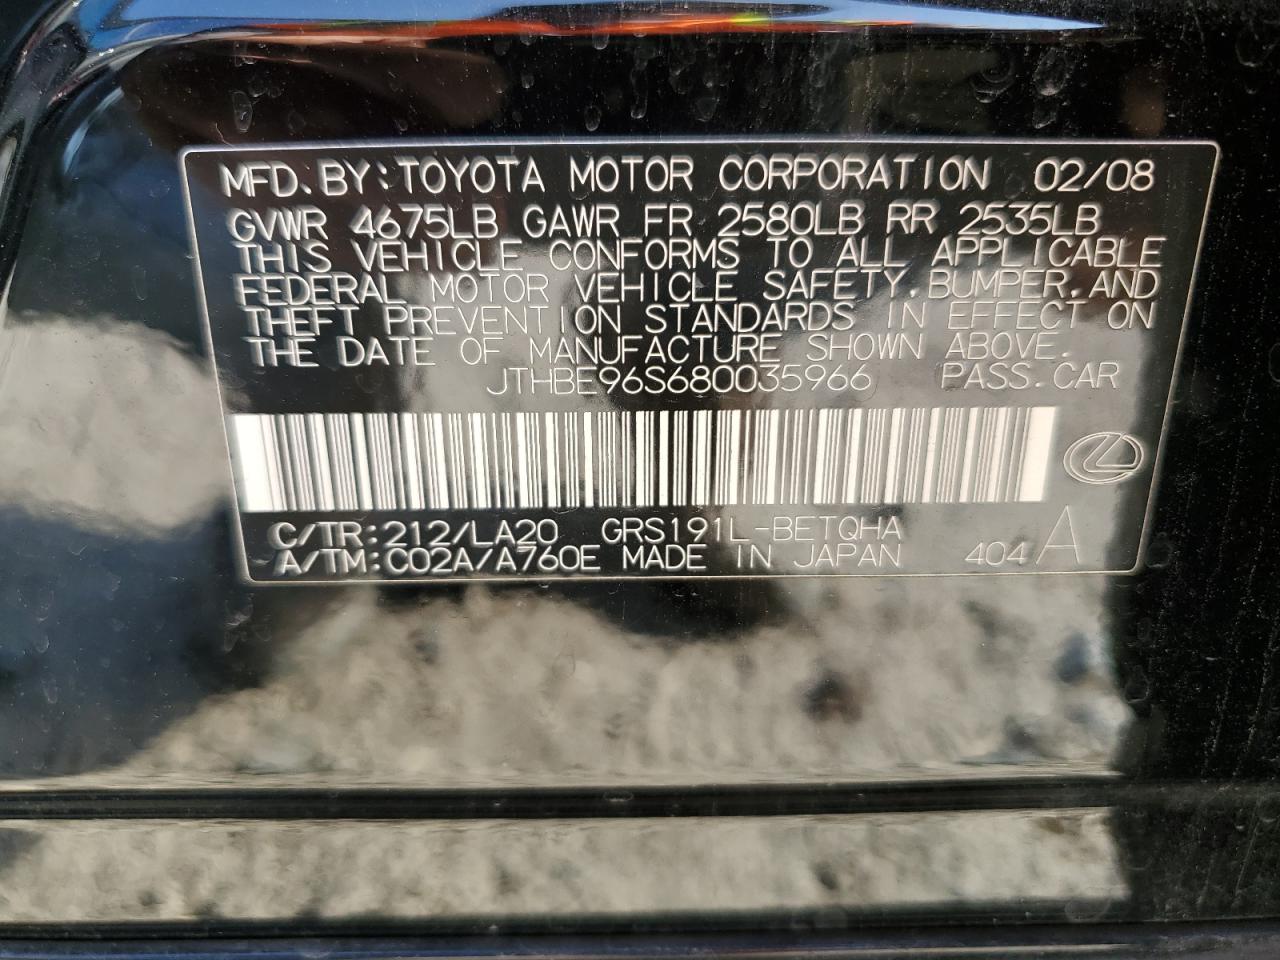 MFD. BY: TOYOTA MOTOR CORPORATION 02/08
GVWR 4675LB GAWR FR 2580LB RR 2535LB
THIS VEHICLE CONFORMS TO ALL APPLICABLE
FEDERAL MOTOR VEHICLE SAFETY, BUMPER, AND
THEFT PREVENTION STANDARDS IN EFFECT ON
THE DATE OF MANUFACTURE SHOWN ABOVE.
JTHBE96S680035966 PASS. CAR
C/TR: 212/LA20 GRS191L-BETQHA
A/TM: C02A/A760E MADE IN JAPAN 404 A